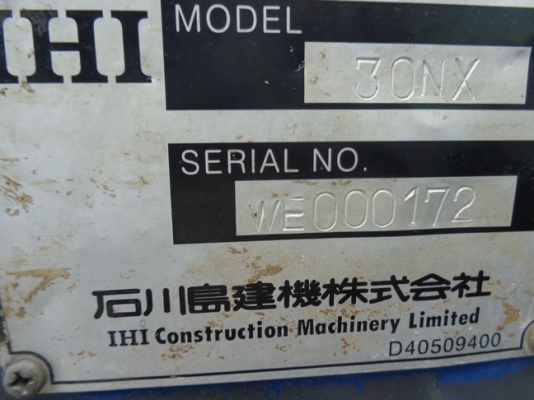 IHI
MODEL
30NX
SERIAL NO.
WE000172
石川島建機株式会社
IHI Construction Machinery Limited
D40509400